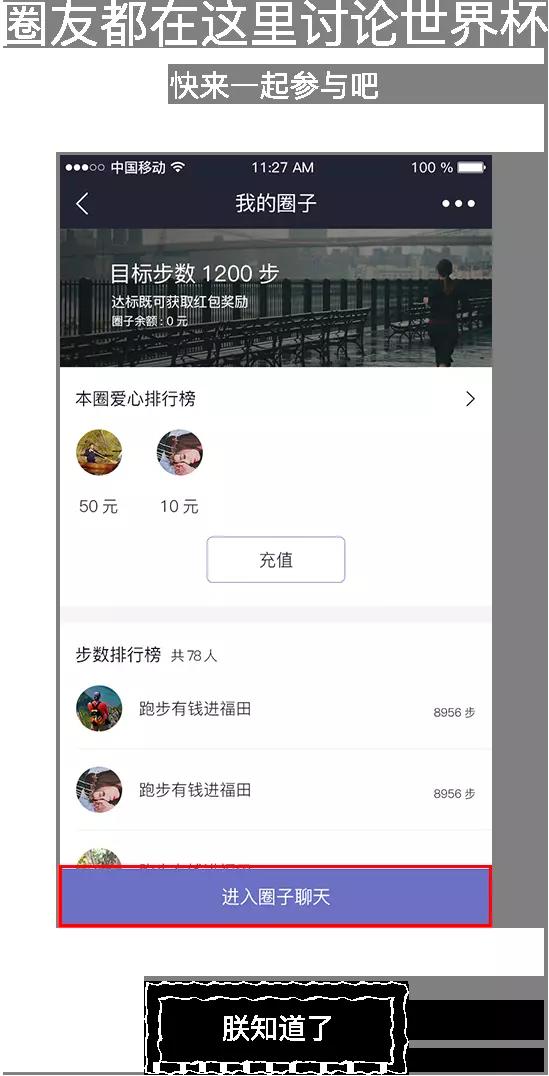 圈友都在这里讨论世界杯
快来一起参与吧
中国移动 11:27 AM 100 %
我的圈子
目标步数 1200 步
达标既可获取红包奖励
圈子余额 : 0 元
本圈爱心排行榜
50 元 10 元
充值
步数排行榜 共 78 人
跑步有钱进福田 8956 步
跑步有钱进福田 8956 步
进入圈子聊天
朕知道了